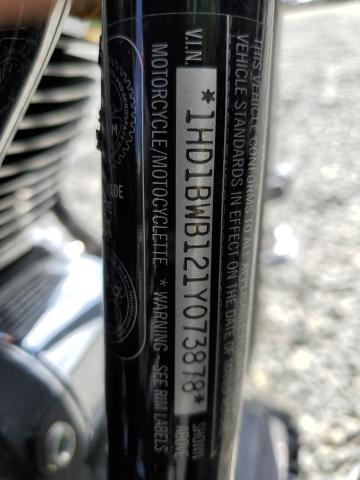 THIS VEHICLE CONFORMS TO ALL
VEHICLE STANDARDS IN EFFECT ON THE DATE OF
V.I.N. *1HD1BWB121Y073878* SHOWN
ABOVE
MOTORCYCLE/MOTOCYCLETTE * WARNING SEE RIM LABELS